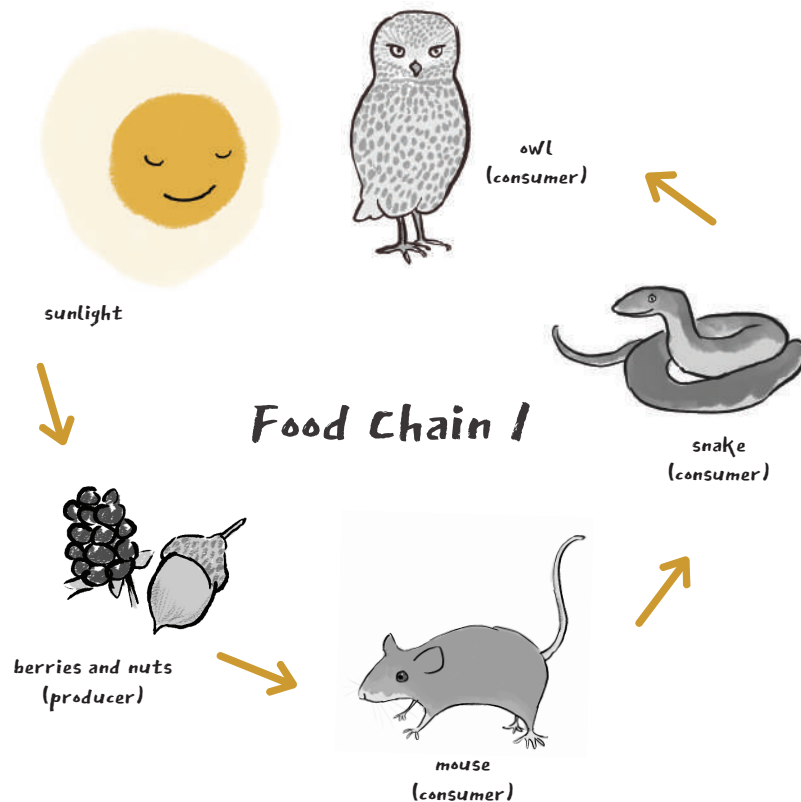 owl
(consumer)
sunlight
Food Chain 1
snake
(consumer)
berries and nuts
(producer)
mouse
(consumer)